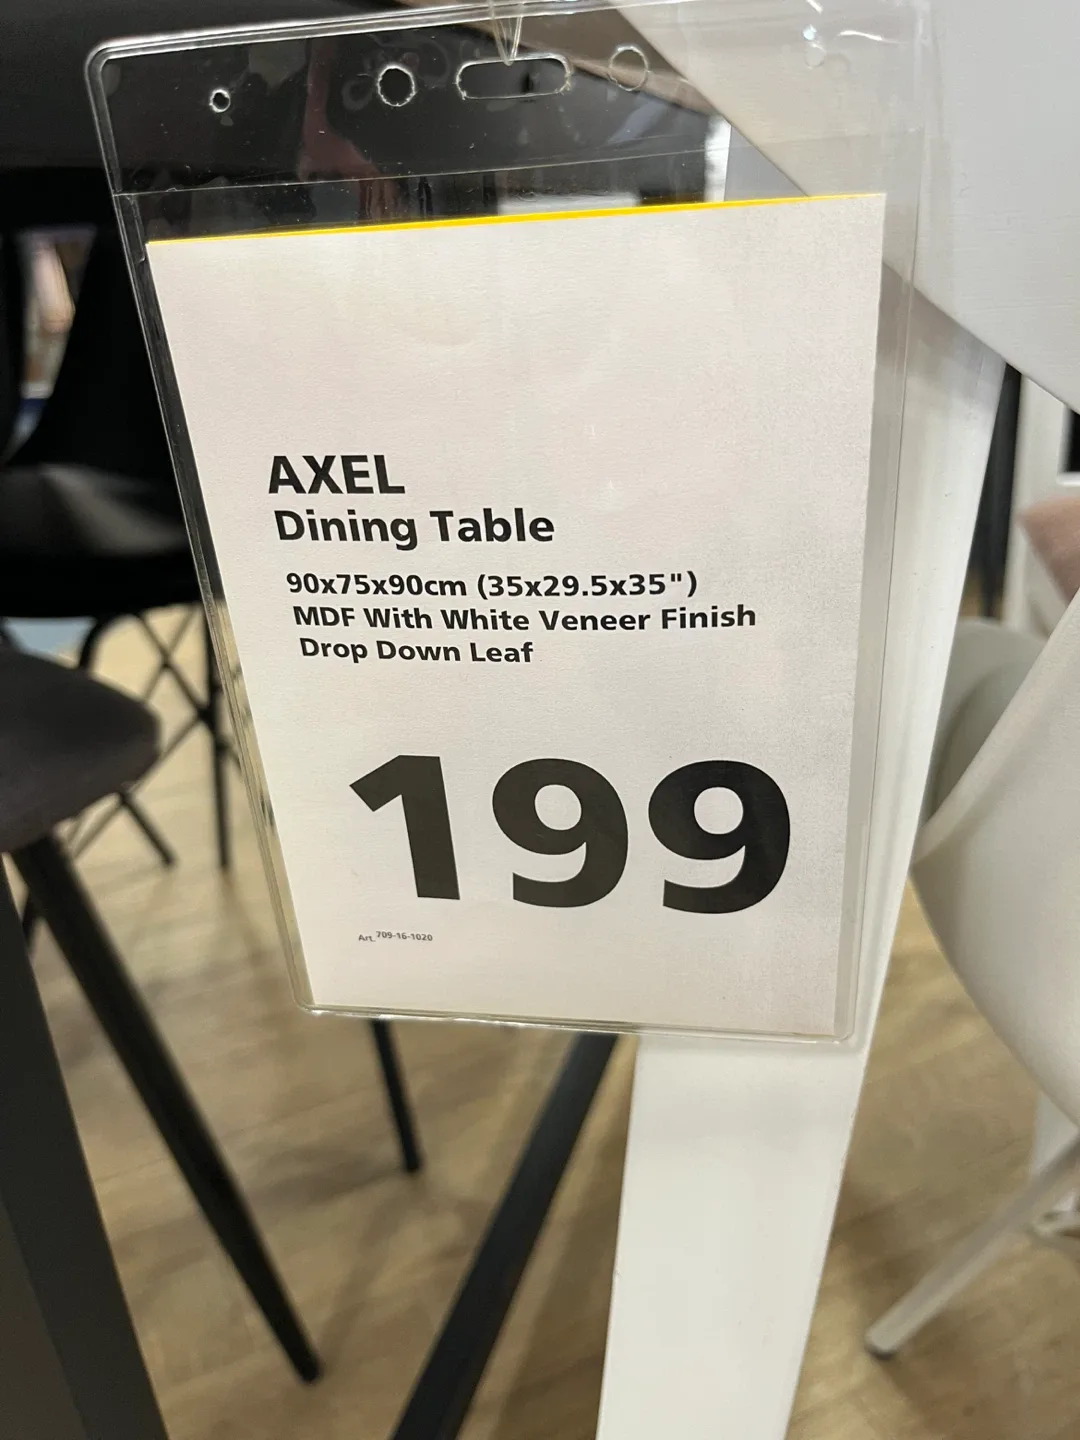 AXEL
Dining Table
90x75x90cm (35x29.5x35")
MDF With White Veneer Finish
Drop Down Leaf
199
Art. 709-16-1020